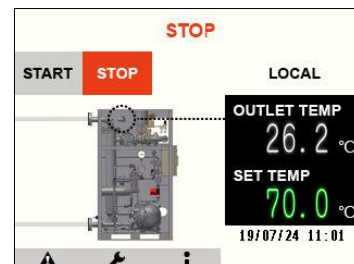 STOP
START STOP LOCAL
OUTLET TEMP
26.2 °C
SET TEMP
70.0 °C
19/07/24 11:01